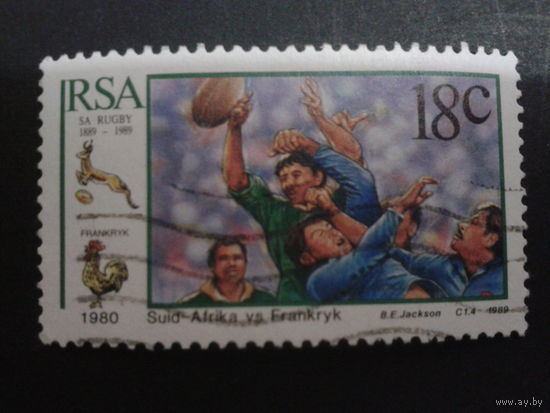 RSA
SA RUGBY
1889 - 1989
18c
FRANKRYK
1980 Suid-Afrika vs Frankryk B.E.Jackson C1.4 - 1989
www.ay.by